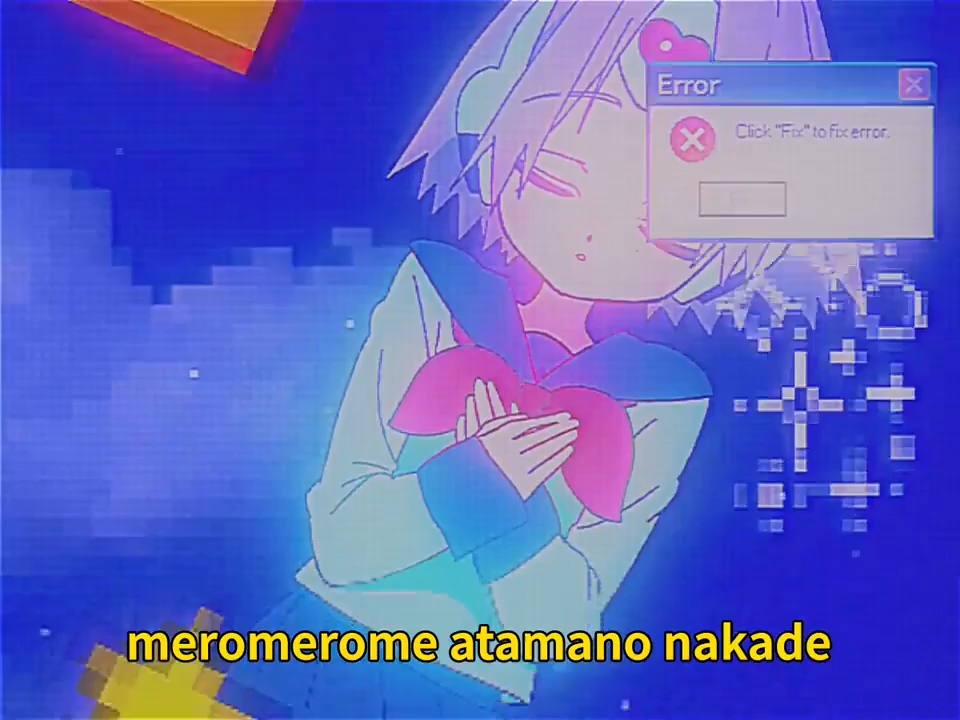 Error
Click "Fix" to fix error.
meromerome atamano nakade